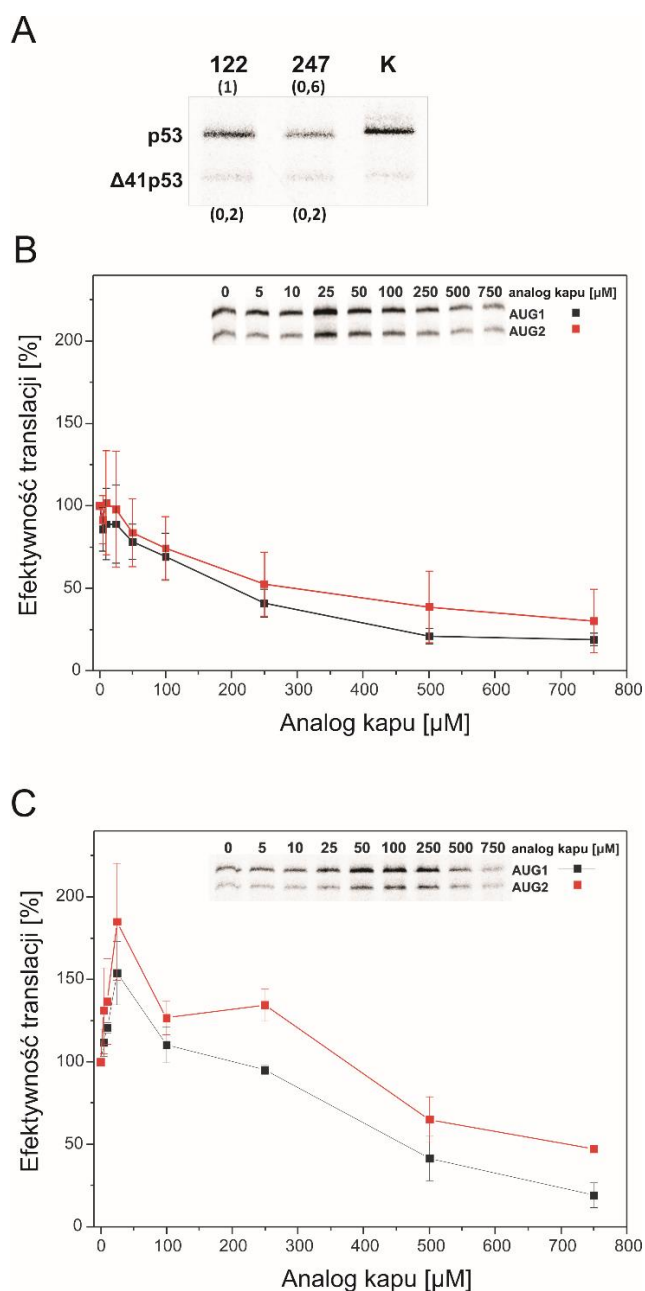 A
122 247 K
(1) (0,6)
p53
Δ41p53
(0,2) (0,2)
B
0 5 10 25 50 100 250 500 750 analog kapu [µM]
AUG1
AUG2
Efektywność translacji [%]
200
150
100
50
0
0 100 200 300 400 500 600 700 800
Analog kapu [µM]
C
0 5 10 25 50 100 250 500 750 analog kapu [µM]
AUG1
AUG2
Efektywność translacji [%]
200
150
100
50
0
0 100 200 300 400 500 600 700 800
Analog kapu [µM]